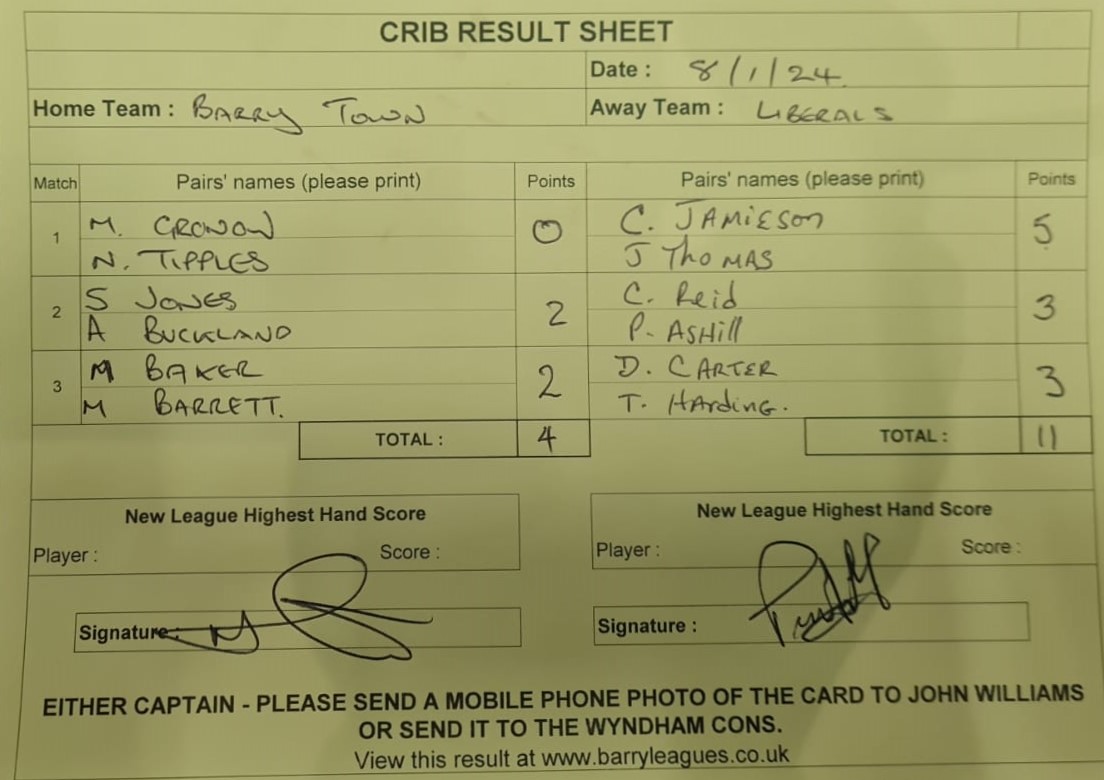 CRIB RESULT SHEET
Date : 8/1/24
Home Team : BARRY TOWN Away Team : LIBERALS
Match Pairs' names (please print) Points Pairs' names (please print) Points
M. GRONOW C. JAMIESON
1 0 5
N. TIPPLES J THOMAS
S JONES C. Reid
2 2 3
A BUCKLAND P. ASHill
M BAKER D. CARTER
3 2 3
M BARRETT. T. HArdiNG.
TOTAL : 4 TOTAL : 11
New League Highest Hand Score New League Highest Hand Score
Player : Score : Player : Score :
Signature : Signature :
EITHER CAPTAIN - PLEASE SEND A MOBILE PHONE PHOTO OF THE CARD TO JOHN WILLIAMS
OR SEND IT TO THE WYNDHAM CONS.
View this result at www.barryleagues.co.uk